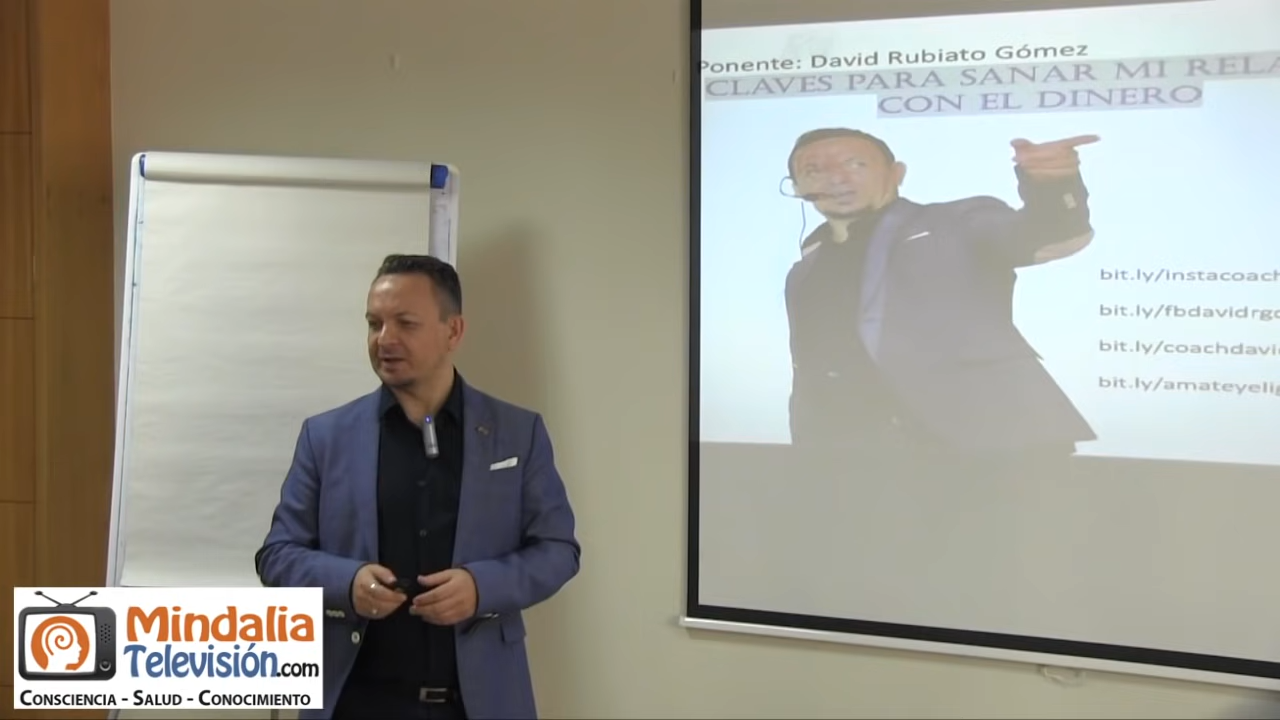 Ponente: David Rubiato Gómez
CLAVES PARA SANAR MI RELA
CON EL DINERO
bit.ly/instacoach
bit.ly/fbdavidrgo
bit.ly/coachdavi
bit.ly/amateyelig
Mindalia
Televisión.com
CONSCIENCIA - SALUD - CONOCIMIENTO